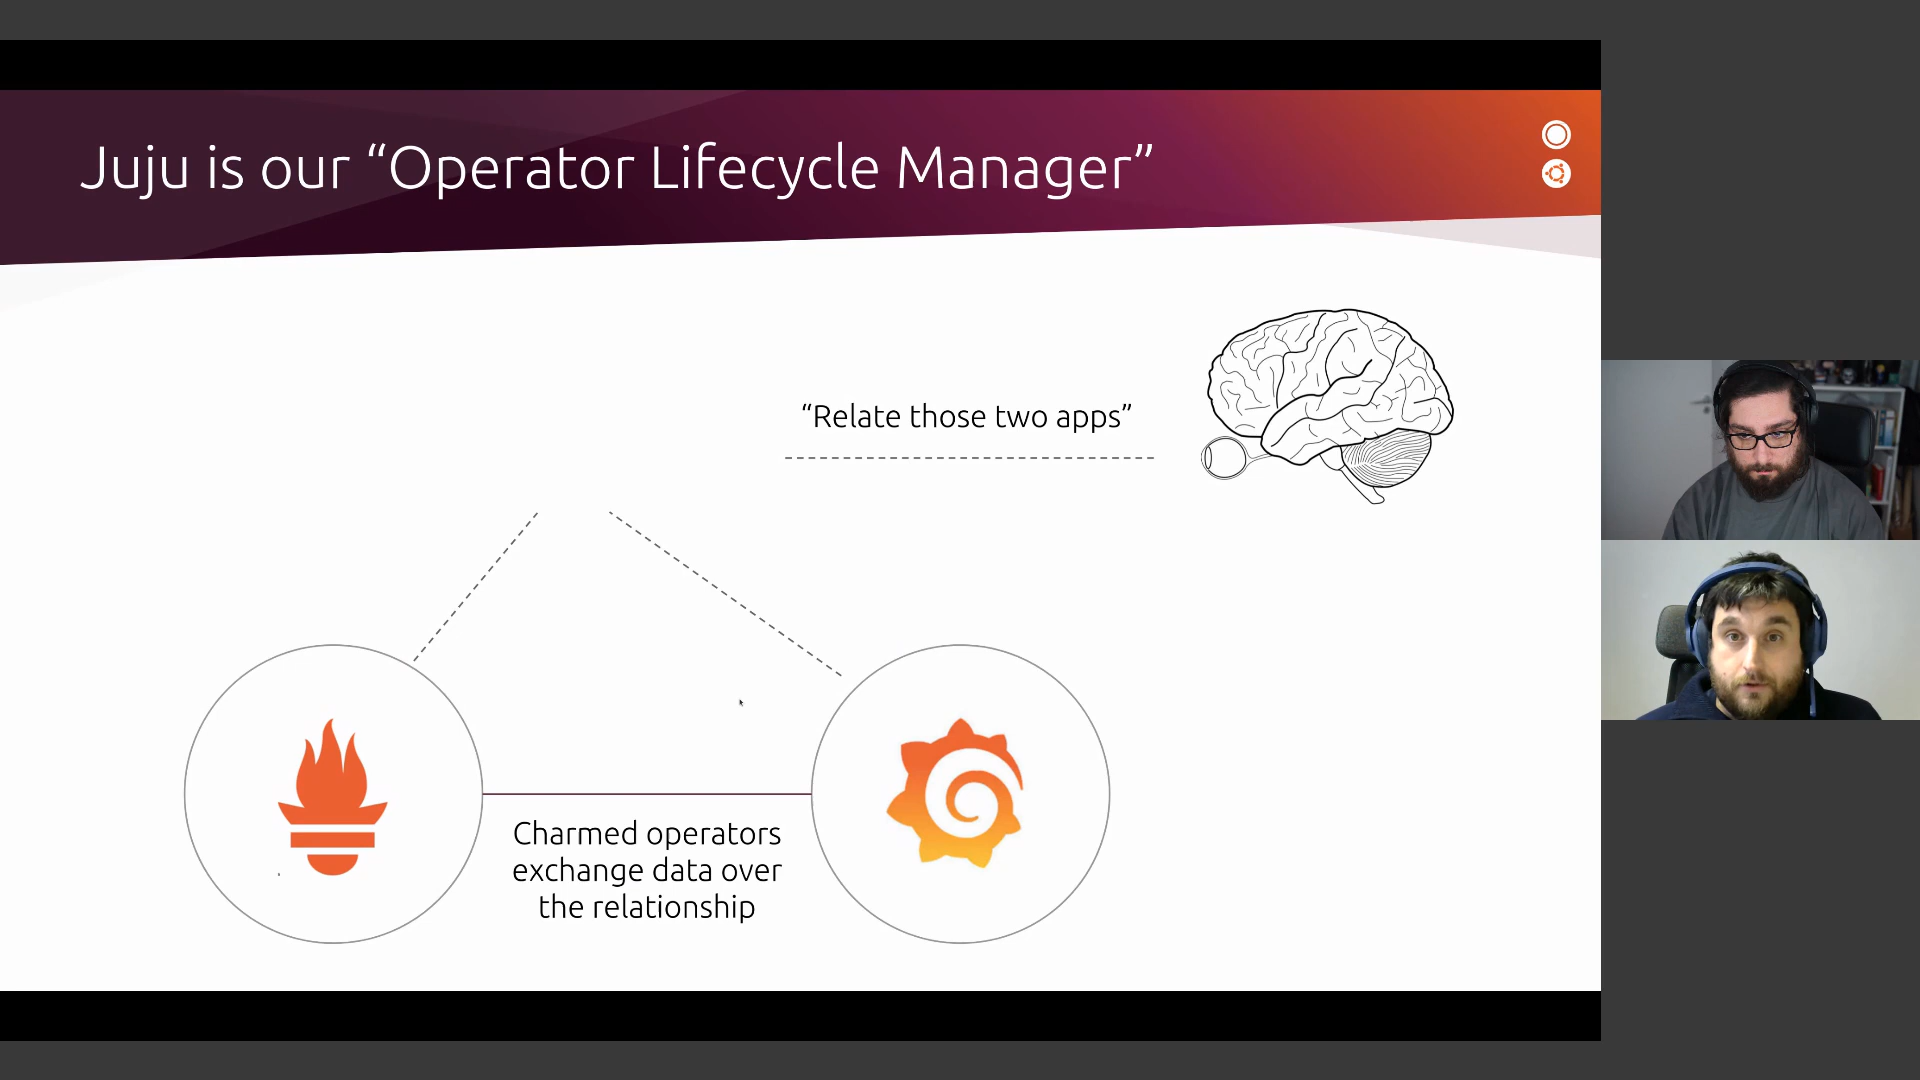 Juju is our “Operator Lifecycle Manager”
“Relate those two apps”
Charmed operators
exchange data over
the relationship